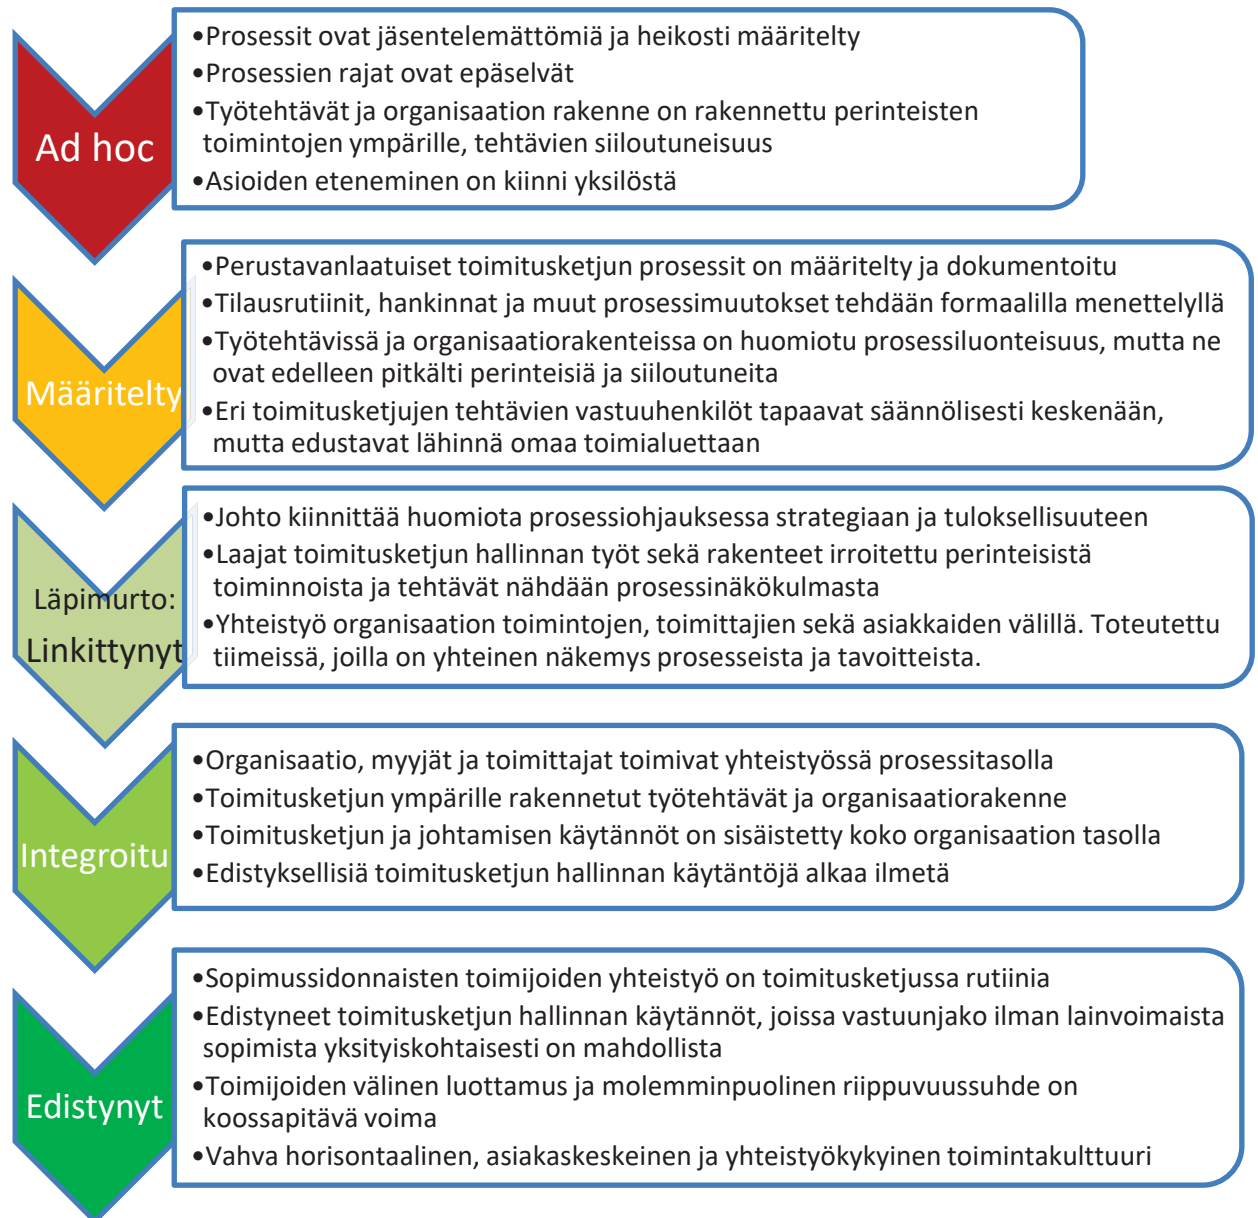 Ad hoc
•Prosessit ovat jäsentelemättömiä ja heikosti määritelty
•Prosessien rajat ovat epäselvät
•Työtehtävät ja organisaation rakenne on rakennettu perinteisten
toimintojen ympärille, tehtävien siiloutuneisuus
•Asioiden eteneminen on kiinni yksilöstä
Määritelty
•Perustavanlaatuiset toimitusketjun prosessit on määritelty ja dokumentoitu
•Tilausrutiinit, hankinnat ja muut prosessimuutokset tehdään formaalilla menettelyllä
•Työtehtävissä ja organisaatiorakenteissa on huomiotu prosessiluonteisuus, mutta ne
ovat edelleen pitkälti perinteisiä ja siiloutuneita
•Eri toimitusketjujen tehtävien vastuuhenkilöt tapaavat säännölisesti keskenään,
mutta edustavat lähinnä omaa toimialuettaan
Läpimurto:
Linkittynyt
•Johto kiinnittää huomiota prosessiohjauksessa strategiaan ja tuloksellisuuteen
•Laajat toimitusketjun hallinnan työt sekä rakenteet irroitettu perinteisistä
toiminnoista ja tehtävät nähdään prosessinäkökulmasta
•Yhteistyö organisaation toimintojen, toimittajien sekä asiakkaiden välillä. Toteutettu
tiimeissä, joilla on yhteinen näkemys prosesseista ja tavoitteista.
Integroitu
•Organisaatio, myyjät ja toimittajat toimivat yhteistyössä prosessitasolla
•Toimitusketjun ympärille rakennetut työtehtävät ja organisaatiorakenne
•Toimitusketjun ja johtamisen käytännöt on sisäistetty koko organisaation tasolla
•Edistyksellisiä toimitusketjun hallinnan käytäntöjä alkaa ilmetä
Edistynyt
•Sopimussidonnaisten toimijoiden yhteistyö on toimitusketjussa rutiinia
•Edistyneet toimitusketjun hallinnan käytännöt, joissa vastuunjako ilman lainvoimaista
sopimista yksityiskohtaisesti on mahdollista
•Toimijoiden välinen luottamus ja molemminpuolinen riippuvuussuhde on
koossapitävä voima
•Vahva horisontaalinen, asiakaskeskeinen ja yhteistyökykyinen toimintakulttuuri